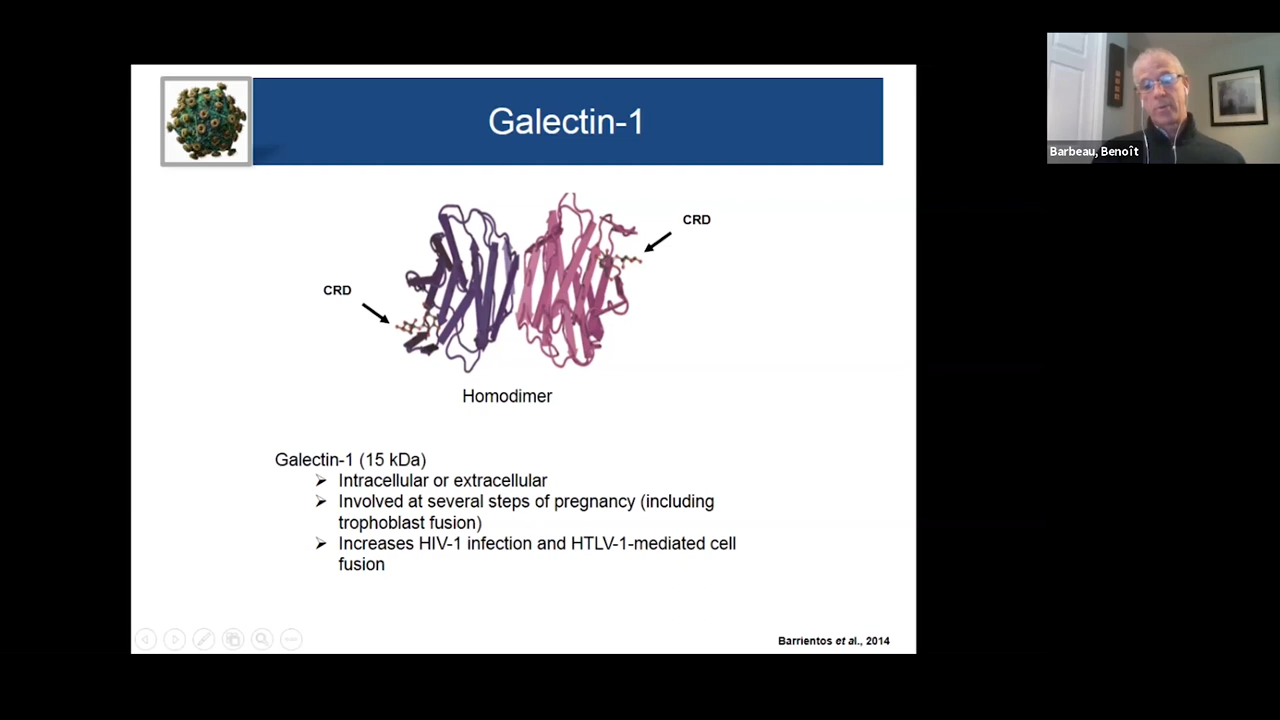 Galectin-1
CRD
CRD
Homodimer
Galectin-1 (15 kDa)
Intracellular or extracellular
Involved at several steps of pregnancy (including
trophoblast fusion)
Increases HIV-1 infection and HTLV-1-mediated cell
fusion
Barrientos et al., 2014
Barbeau, Benoît